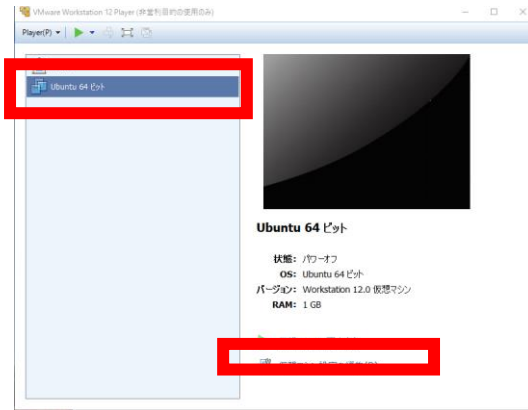 VMware Workstation 12 Player (非営利目的の使用のみ)
Player(P)
Ubuntu 64 ビット
Ubuntu 64 ビット
状態: パワーオフ
OS: Ubuntu 64 ビット
バージョン: Workstation 12.0 仮想マシン
RAM: 1 GB